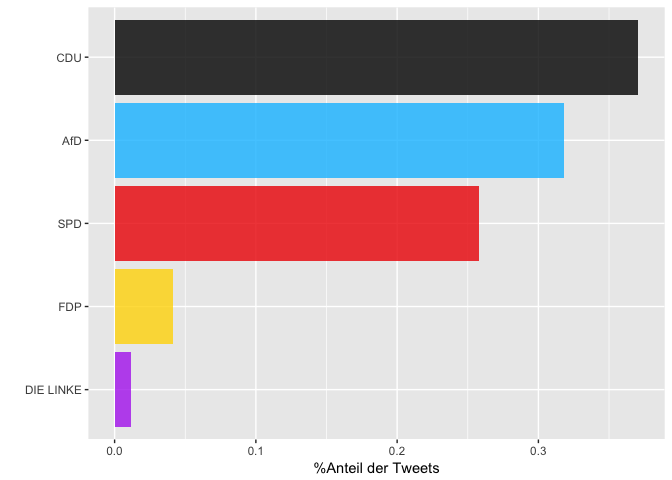 CDU
AfD
SPD
FDP
DIE LINKE
0.0 0.1 0.2 0.3
%Anteil der Tweets